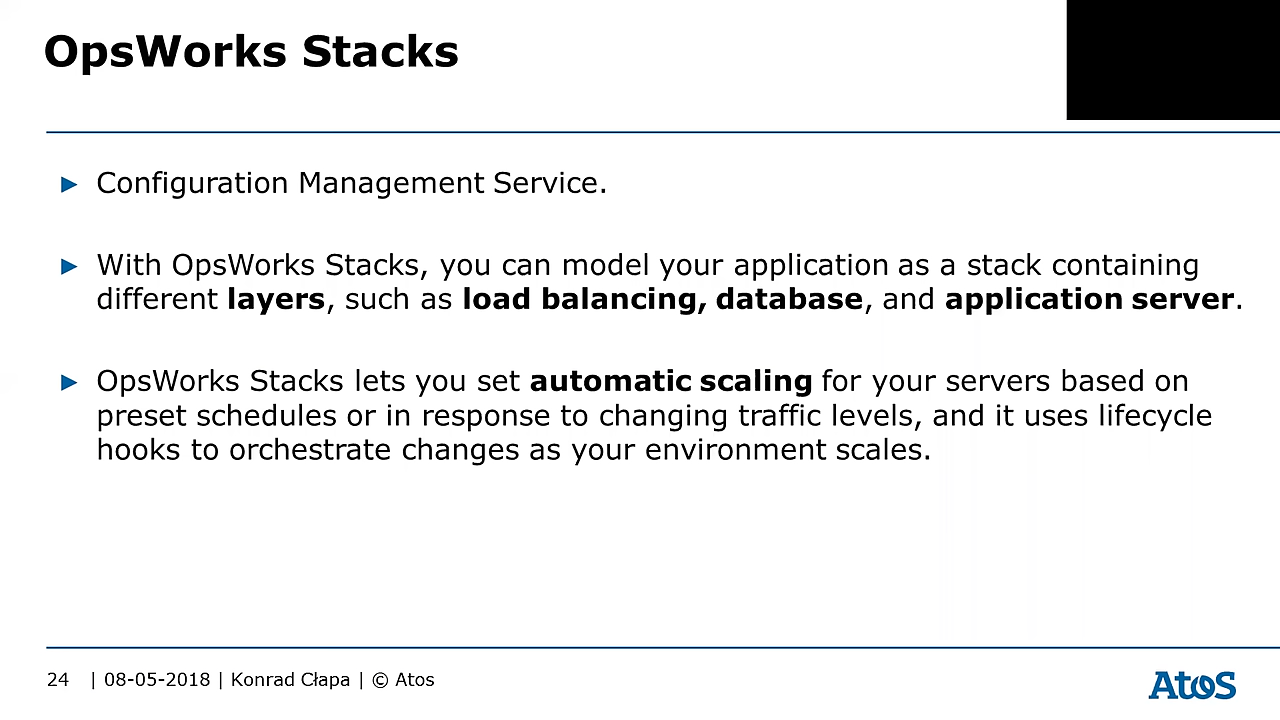 OpsWorks Stacks
► Configuration Management Service.
► With OpsWorks Stacks, you can model your application as a stack containing
different layers, such as load balancing, database, and application server.
► OpsWorks Stacks lets you set automatic scaling for your servers based on
preset schedules or in response to changing traffic levels, and it uses lifecycle
hooks to orchestrate changes as your environment scales.
24 | 08-05-2018 | Konrad Cłapa | © Atos
Atos